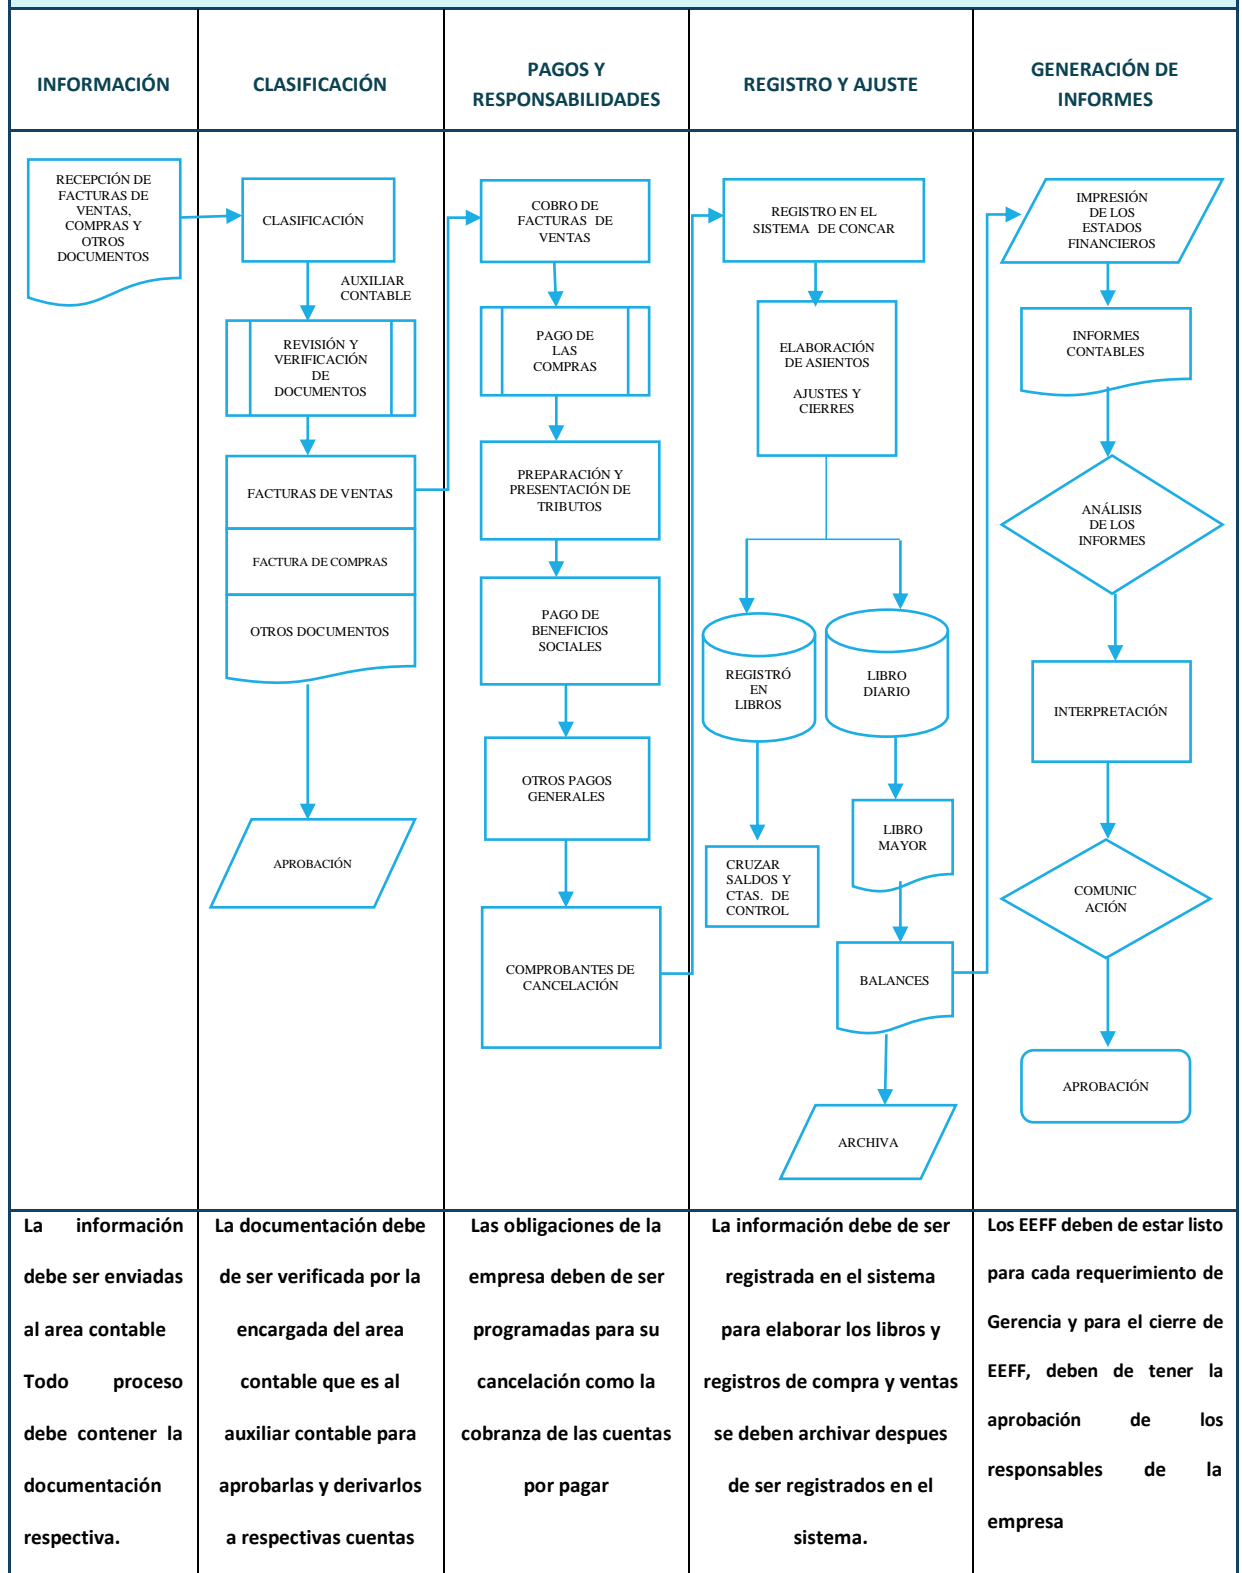 INFORMACIÓN
CLASIFICACIÓN
PAGOS Y
RESPONSABILIDADES
REGISTRO Y AJUSTE
GENERACIÓN DE
INFORMES
RECEPCIÓN DE
FACTURAS DE
VENTAS,
COMPRAS Y
OTROS
DOCUMENTOS
CLASIFICACIÓN
AUXILIAR
CONTABLE
REVISIÓN Y
VERIFICACIÓN
DE
DOCUMENTOS
FACTURAS DE VENTAS
FACTURA DE COMPRAS
OTROS DOCUMENTOS
APROBACIÓN
COBRO DE
FACTURAS DE
VENTAS
PAGO DE
LAS
COMPRAS
PREPARACIÓN Y
PRESENTACIÓN DE
TRIBUTOS
PAGO DE
BENEFICIOS
SOCIALES
OTROS PAGOS
GENERALES
COMPROBANTES DE
CANCELACIÓN
REGISTRO EN EL
SISTEMA DE CONCAR
ELABORACIÓN
DE ASIENTOS
AJUSTES Y
CIERRES
REGISTRÓ
EN
LIBROS
LIBRO
DIARIO
CRUZAR
SALDOS Y
CTAS. DE
CONTROL
LIBRO
MAYOR
BALANCES
ARCHIVA
IMPRESIÓN
DE LOS
ESTADOS
FINANCIEROS
INFORMES
CONTABLES
ANÁLISIS
DE LOS
INFORMES
INTERPRETACIÓN
COMUNIC
ACIÓN
APROBACIÓN
La información
debe ser enviadas
al area contable
Todo proceso
debe contener la
documentación
respectiva.
La documentación debe
de ser verificada por la
encargada del area
contable que es al
auxiliar contable para
aprobarlas y derivarlos
a respectivas cuentas
Las obligaciones de la
empresa deben de ser
programadas para su
cancelación como la
cobranza de las cuentas
por pagar
La información debe de ser
registrada en el sistema
para elaborar los libros y
registros de compra y ventas
se deben archivar despues
de ser registrados en el
sistema.
Los EEFF deben de estar listo
para cada requerimiento de
Gerencia y para el cierre de
EEFF, deben de tener la
aprobación de los
responsables de la
empresa